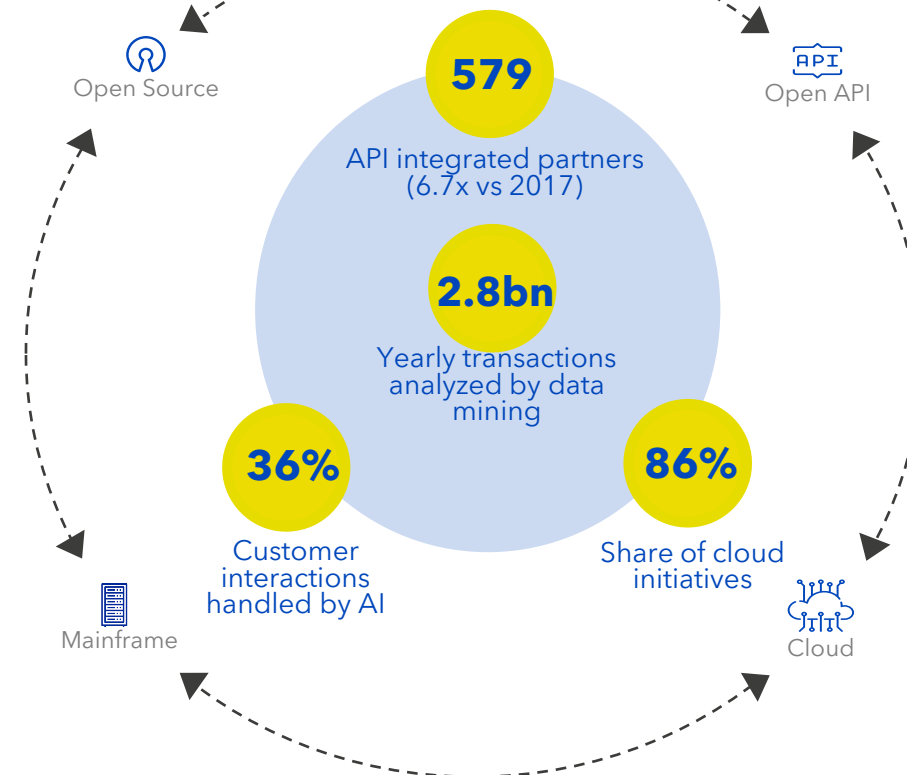 579
Open Source
API
Open API
API integrated partners
(6.7x vs 2017)
2.8bn
Yearly transactions
analyzed by data
mining
36%
86%
Customer
interactions
handled by AI
Share of cloud
initiatives
Mainframe
Cloud